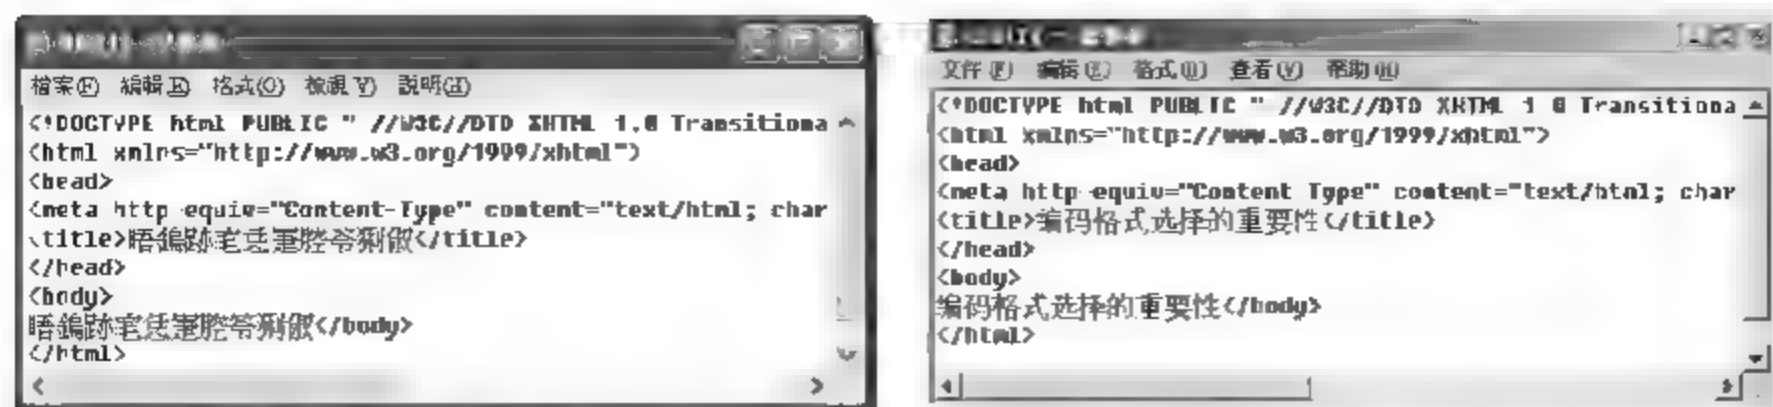 檔案(F) 編輯(E) 格式(O) 檢視(V) 說明(H)
<!DOCTYPE html PUBLIC "-//W3C//DTD XHTML 1.0 Transitiona
<html xmlns="http://www.w3.org/1999/xhtml">
<head>
<meta http-equiv="Content-Type" content="text/html; char
<title></title>
</head>
<body>
</body>
</html>
文件(F) 编辑(E) 格式(O) 查看(V) 帮助(H)
<!DOCTYPE html PUBLIC "-//W3C//DTD XHTML 1.0 Transitiona
<html xmlns="http://www.w3.org/1999/xhtml">
<head>
<meta http-equiv="Content-Type" content="text/html; char
<title>编码格式选择的重要性</title>
</head>
<body>
编码格式选择的重要性</body>
</html>